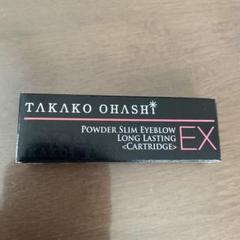 TAKAKO OHASHI
POWDER SLIM EYEBLOW
LONG LASTING
<CARTRIDGE>
EX